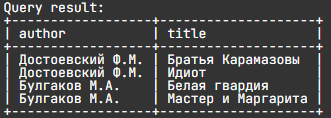 Query result:
+------------------+--------------------+
| author           | title              |
+------------------+--------------------+
| Достоевский Ф.М. | Братья Карамазовы  |
| Достоевский Ф.М. | Идиот              |
| Булгаков М.А.    | Белая гвардия      |
| Булгаков М.А.    | Мастер и Маргарита |
+------------------+--------------------+